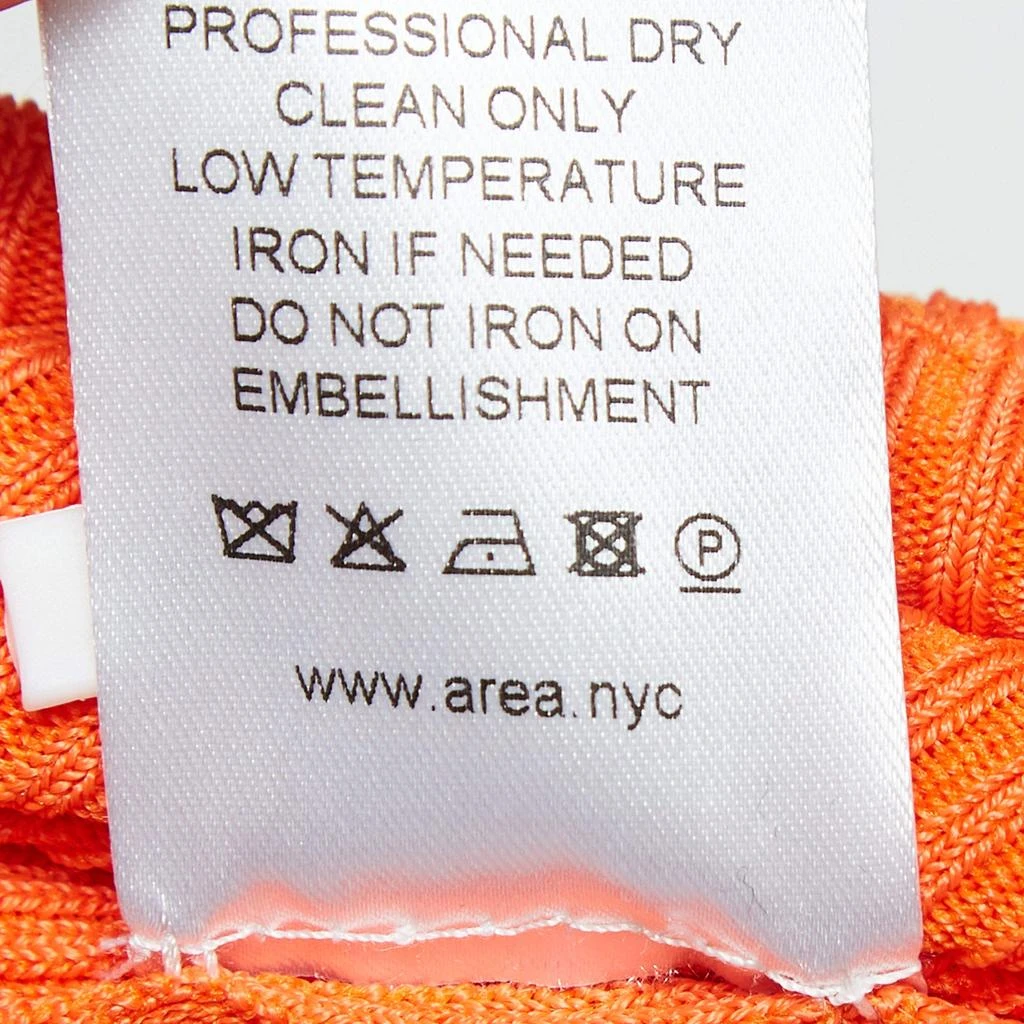 PROFESSIONAL DRY
CLEAN ONLY
LOW TEMPERATURE
IRON IF NEEDED
DO NOT IRON ON
EMBELLISHMENT
P
www.area.nyc